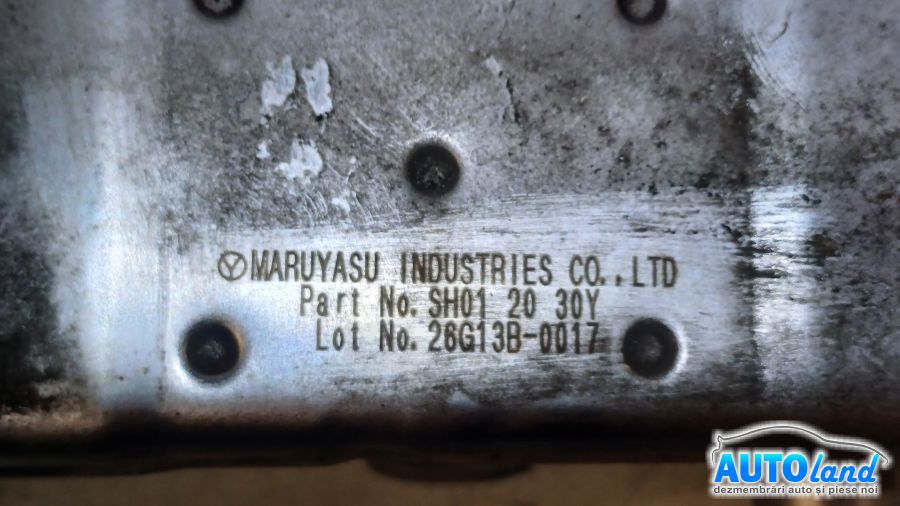 MARUYASU INDUSTRIES CO.,LTD
Part No. SH01 20 30Y
Lot No. 26G13B-0017
AUTOland
dezmembrări auto și piese noi